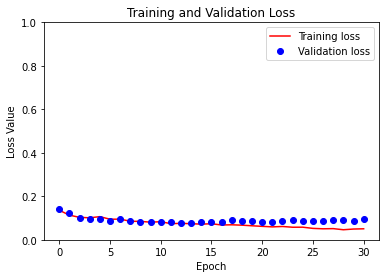 Training and Validation Loss
1.0
0.8
0.6
0.4
0.2
0.0
Loss Value
Training loss
Validation loss
0 5 10 15 20 25 30
Epoch